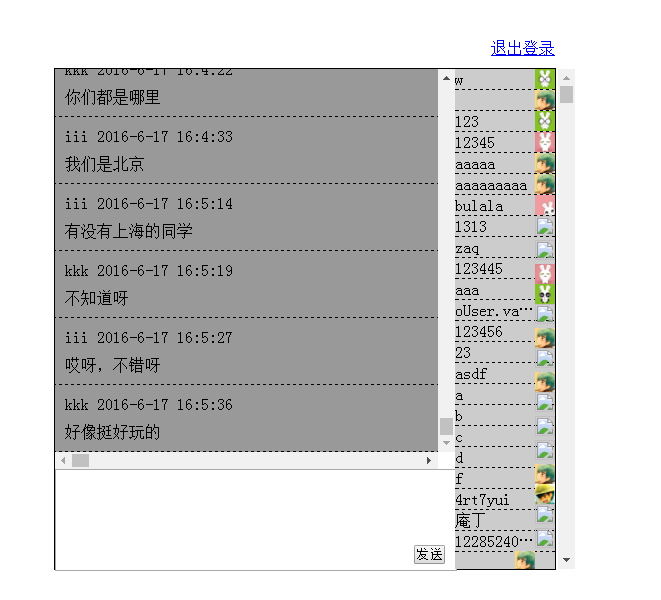 退出登录
kkk 2016-6-17 16:4:22
你们都是哪里
iii 2016-6-17 16:4:33
我们是北京
iii 2016-6-17 16:5:14
有没有上海的同学
kkk 2016-6-17 16:5:19
不知道呀
iii 2016-6-17 16:5:27
哎呀，不错呀
kkk 2016-6-17 16:5:36
好像挺好玩的
发送
w
123
12345
aaaaa
aaaaaaaaa
bulala
1313
zaq
123445
aaa
oUser.va…
123456
23
asdf
a
b
c
d
f
4rt7yui
庵丁
12285240…